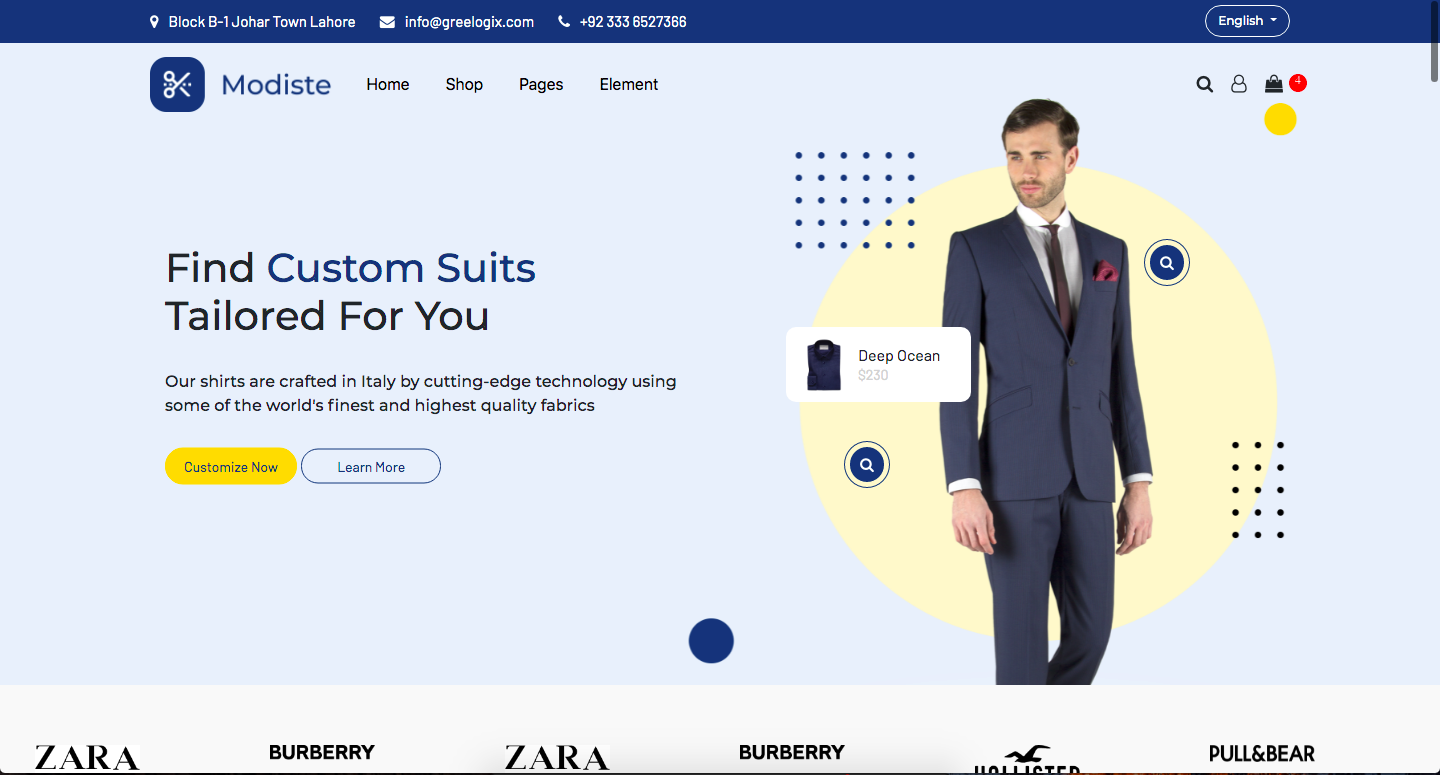 Block B-1 Johar Town Lahore
info@greelogix.com
+92 333 6527366
English
Modiste
Home
Shop
Pages
Element
4
Find Custom Suits
Tailored For You
Our shirts are crafted in Italy by cutting-edge technology using
some of the world's finest and highest quality fabrics
Customize Now
Learn More
Deep Ocean
$230
ZARA
BURBERRY
ZARA
BURBERRY
HOLLISTER
PULL&BEAR